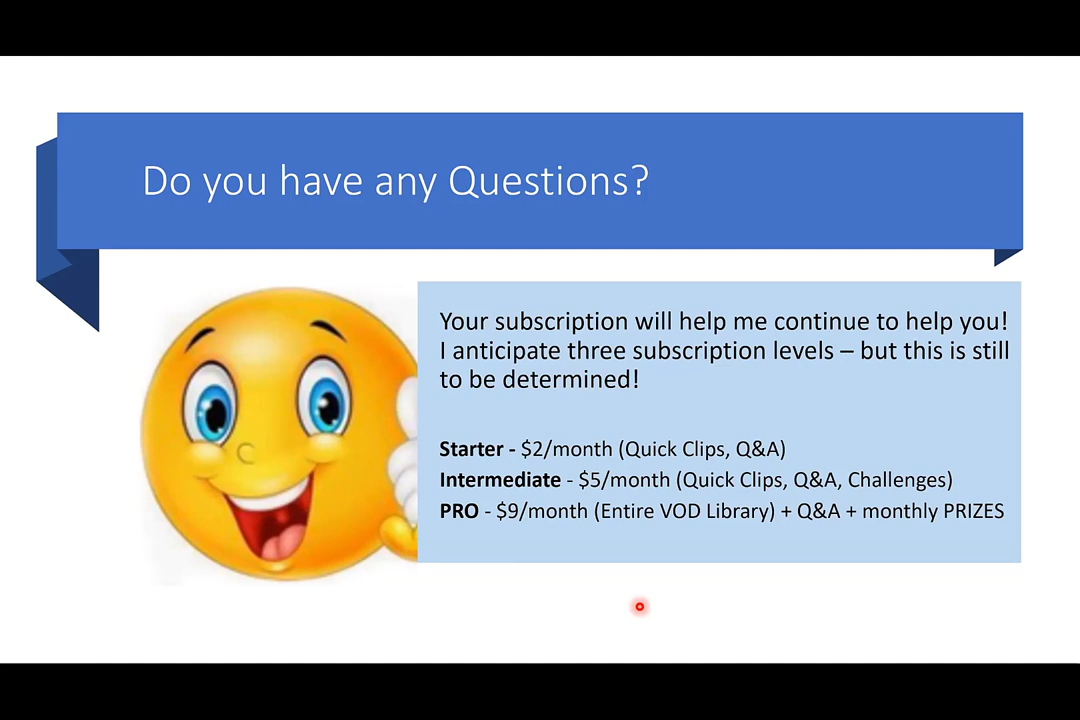 Do you have any Questions?
Your subscription will help me continue to help you!
I anticipate three subscription levels – but this is still
to be determined!
Starter - $2/month (Quick Clips, Q&A)
Intermediate - $5/month (Quick Clips, Q&A, Challenges)
PRO - $9/month (Entire VOD Library) + Q&A + monthly PRIZES